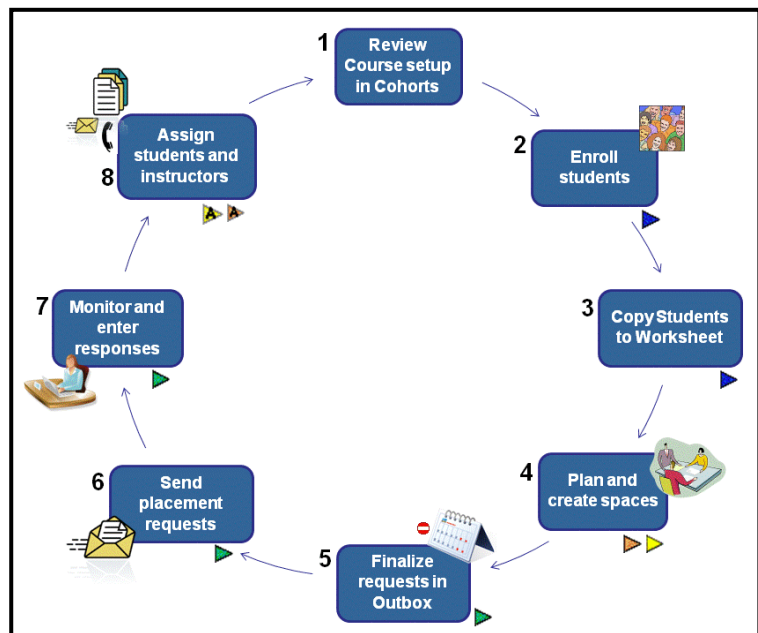 1
Review
Course setup
in Cohorts
2
Enroll
students
3
Copy Students
to Worksheet
4
Plan and
create spaces
5
Finalize
requests in
Outbox
6
Send
placement
requests
7
Monitor and
enter
responses
8
Assign
students and
instructors
A A